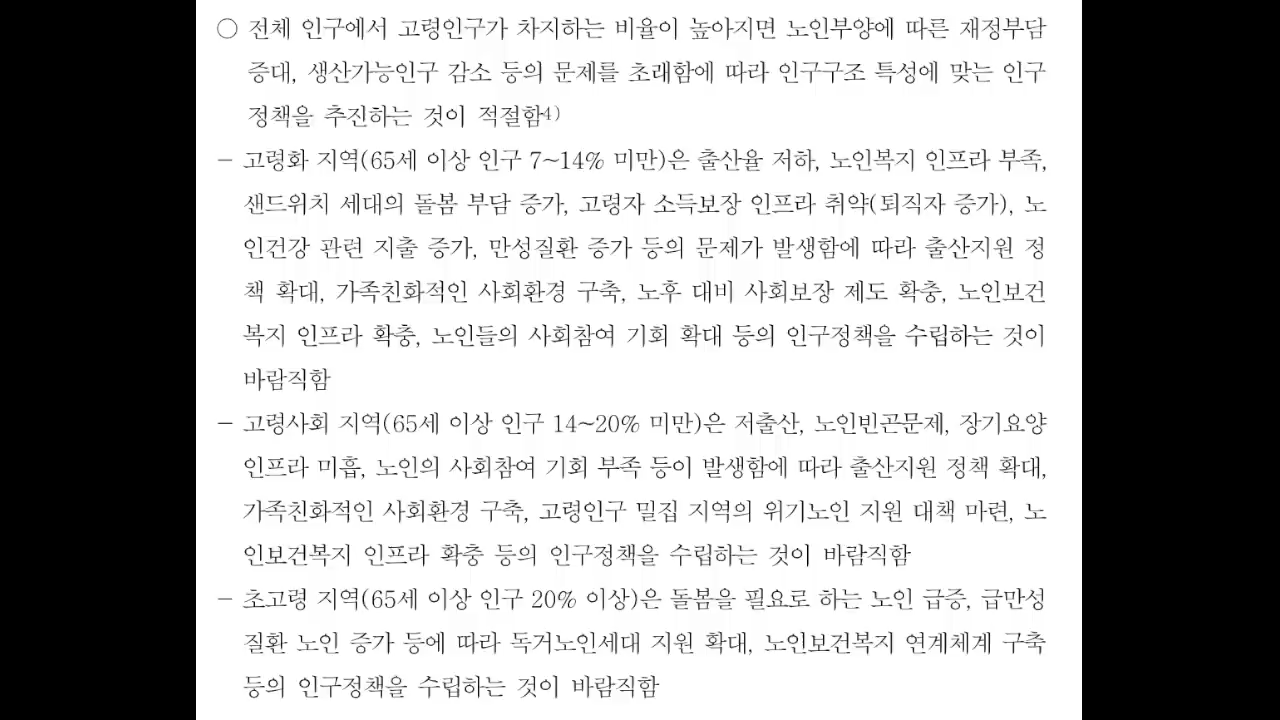 ○ 전체 인구에서 고령인구가 차지하는 비율이 높아지면 노인부양에 따른 재정부담
증대, 생산가능인구 감소 등의 문제를 초래함에 따라 인구구조 특성에 맞는 인구
정책을 추진하는 것이 적절함4)
- 고령화 지역(65세 이상 인구 7~14% 미만)은 출산율 저하, 노인복지 인프라 부족,
샌드위치 세대의 돌봄 부담 증가, 고령자 소득보장 인프라 취약(퇴직자 증가), 노
인건강 관련 지출 증가, 만성질환 증가 등의 문제가 발생함에 따라 출산지원 정
책 확대, 가족친화적인 사회환경 구축, 노후 대비 사회보장 제도 확충, 노인보건
복지 인프라 확충, 노인들의 사회참여 기회 확대 등의 인구정책을 수립하는 것이
바람직함
- 고령사회 지역(65세 이상 인구 14~20% 미만)은 저출산, 노인빈곤문제, 장기요양
인프라 미흡, 노인의 사회참여 기회 부족 등이 발생함에 따라 출산지원 정책 확대,
가족친화적인 사회환경 구축, 고령인구 밀집 지역의 위기노인 지원 대책 마련, 노
인보건복지 인프라 확충 등의 인구정책을 수립하는 것이 바람직함
- 초고령 지역(65세 이상 인구 20% 이상)은 돌봄을 필요로 하는 노인 급증, 급만성
질환 노인 증가 등에 따라 독거노인세대 지원 확대, 노인보건복지 연계체계 구축
등의 인구정책을 수립하는 것이 바람직함